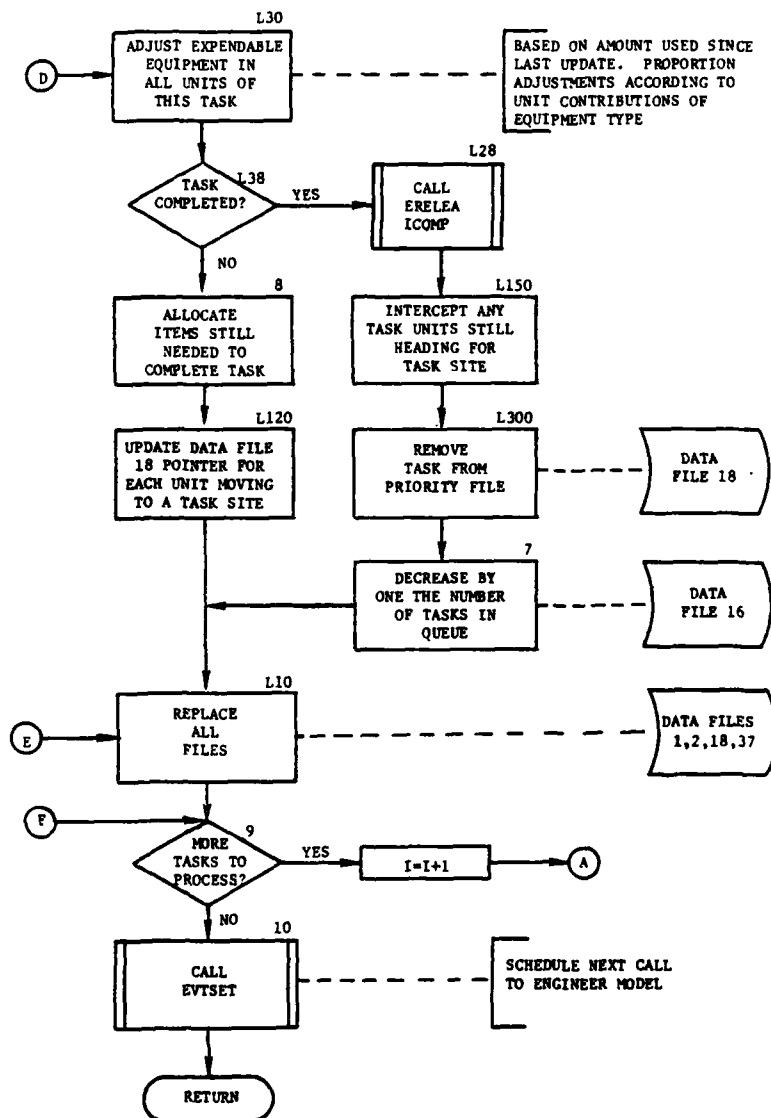 L30
ADJUST EXPENDABLE
EQUIPMENT IN
ALL UNITS OF
THIS TASK
BASED ON AMOUNT USED SINCE
LAST UPDATE. PROPORTION
ADJUSTMENTS ACCORDING TO
UNIT CONTRIBUTIONS OF
EQUIPMENT TYPE
D
L38
TASK
COMPLETED?
YES
NO
L28
CALL
ERELEA
ICOMP
8
ALLOCATE
ITEMS STILL
NEEDED TO
COMPLETE TASK
L150
INTERCEPT ANY
TASK UNITS STILL
HEADING FOR
TASK SITE
L120
UPDATE DATA FILE
18 POINTER FOR
EACH UNIT MOVING
TO A TASK SITE
L300
REMOVE
TASK FROM
PRIORITY FILE
DATA
FILE 18
7
DECREASE BY
ONE THE NUMBER
OF TASKS IN
QUEUE
DATA
FILE 16
L10
REPLACE
ALL
FILES
E
DATA FILES
1,2,18,37
F
9
MORE
TASKS TO
PROCESS?
YES
I=I+1
A
NO
10
CALL
EVTSET
SCHEDULE NEXT CALL
TO ENGINEER MODEL
RETURN